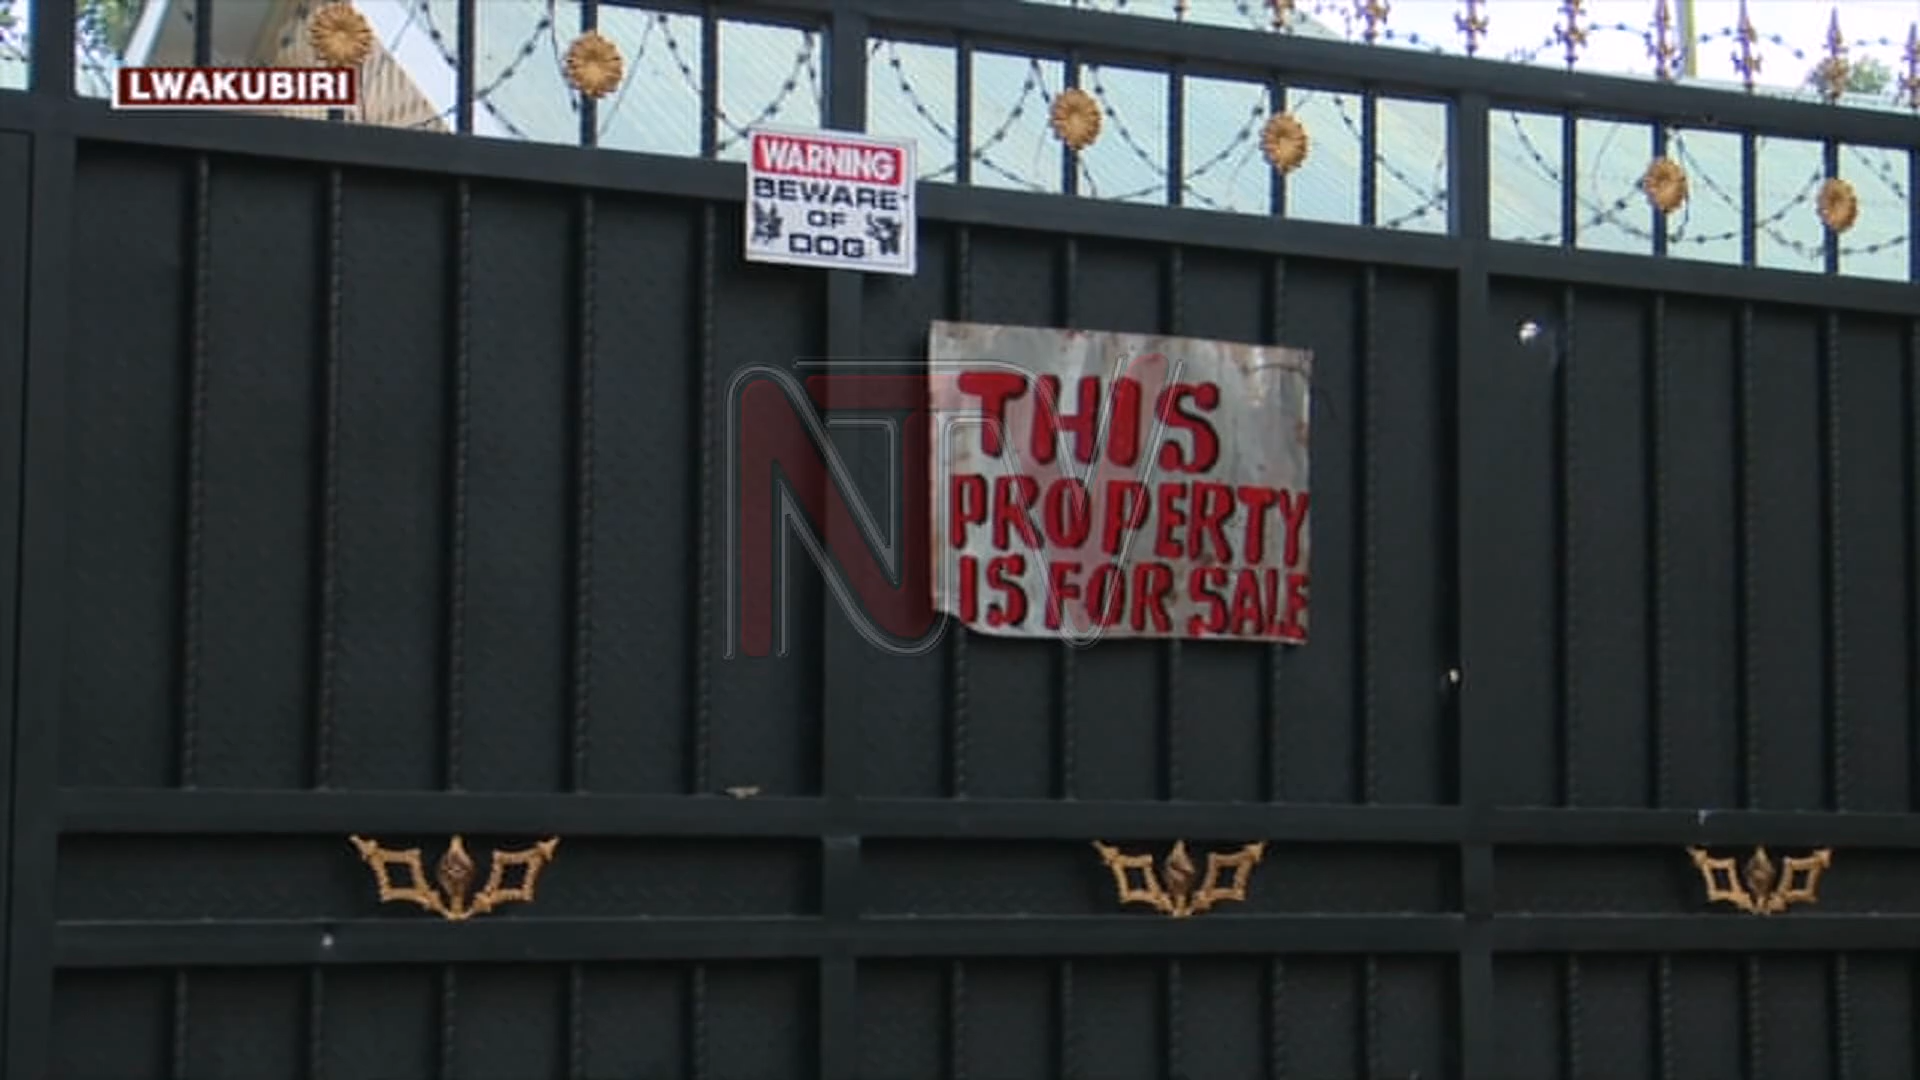 LWAKUBIRI
WARNING
BEWARE
OF
DOG
NTV
THIS
PROPERTY
IS FOR SALE